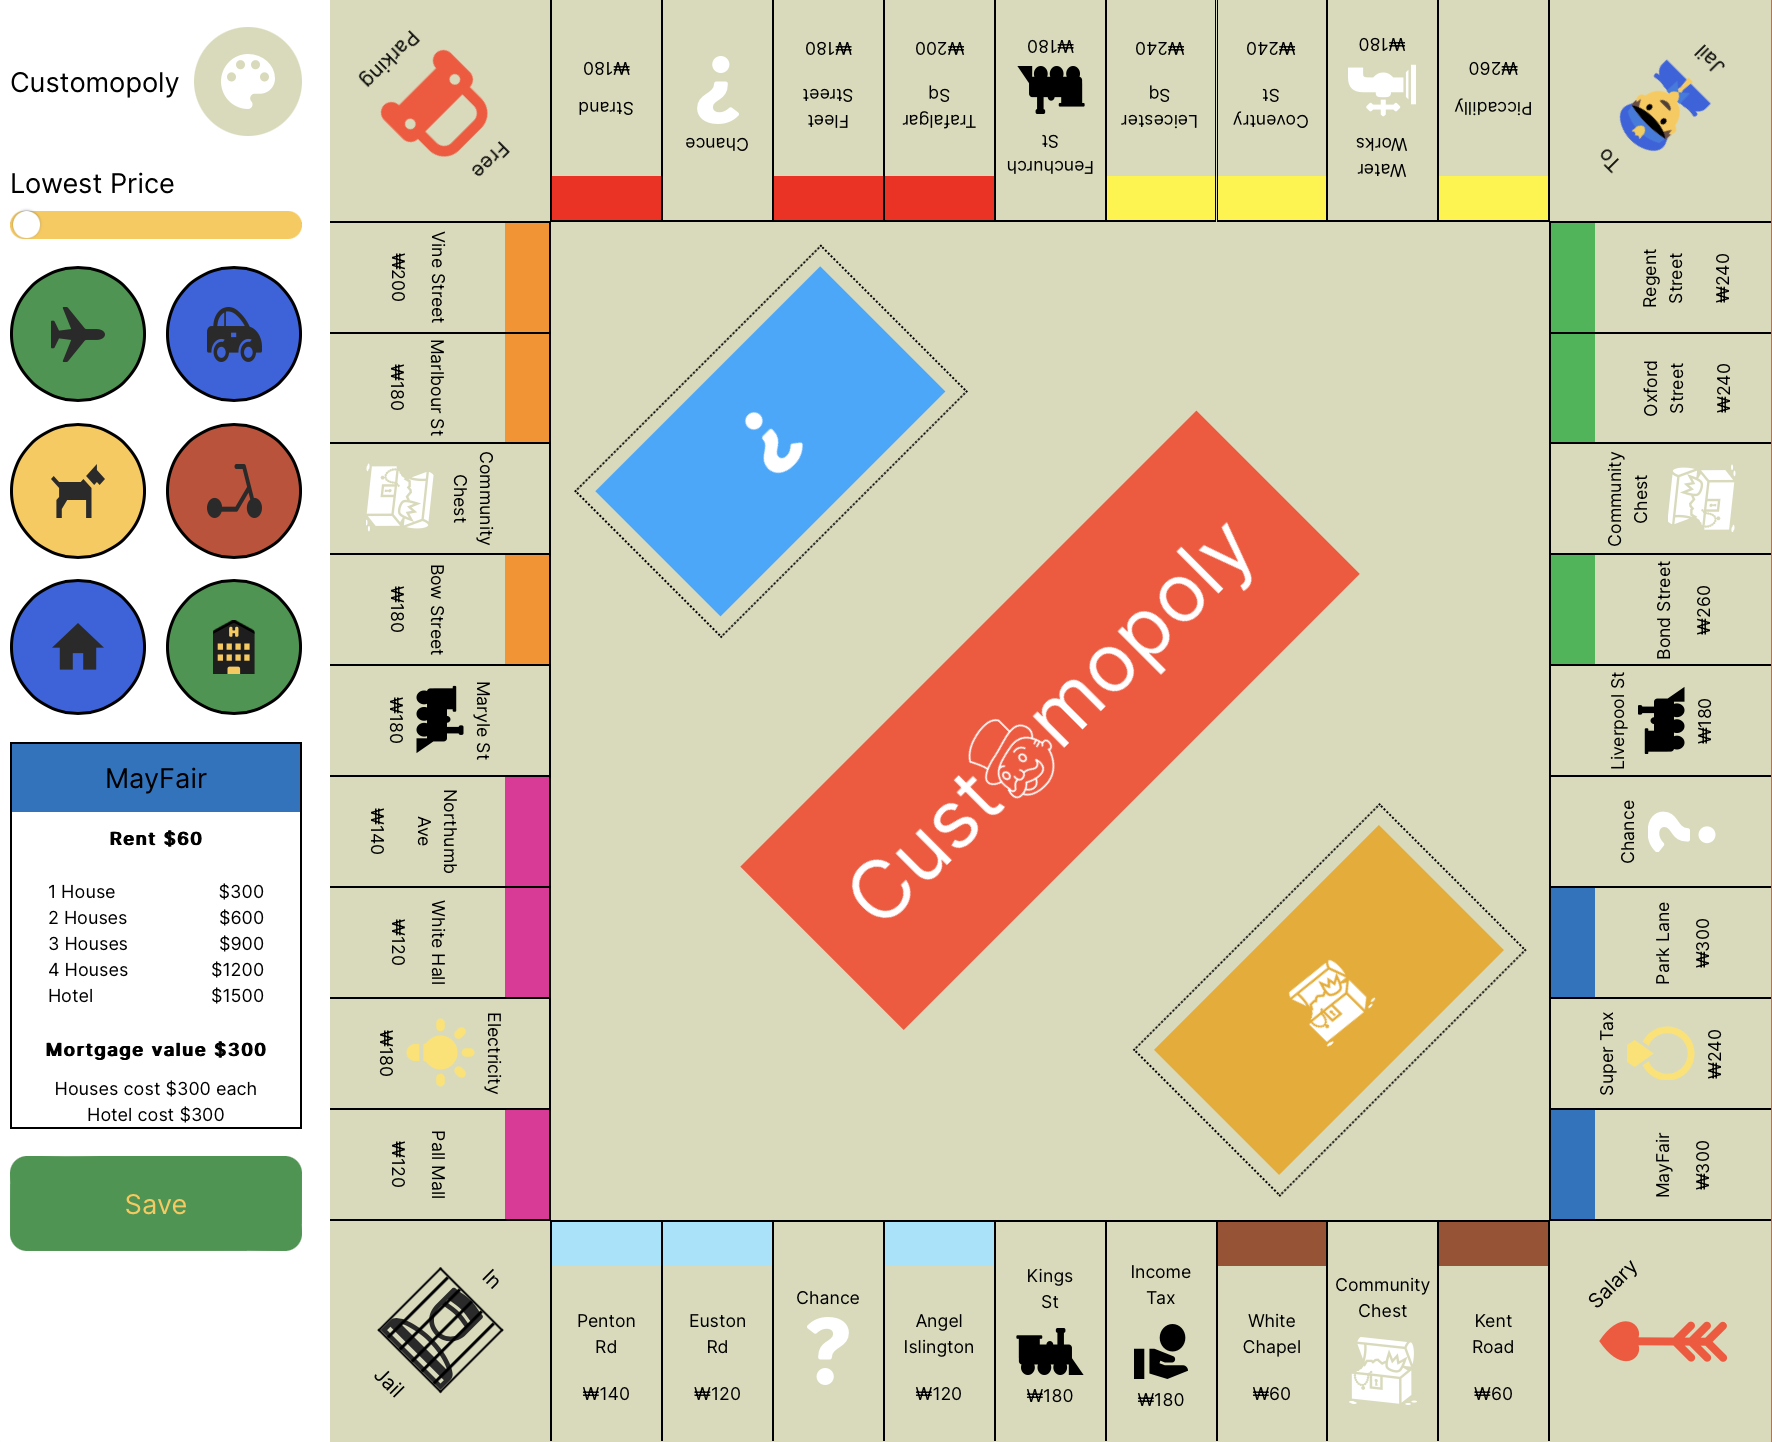 Customopoly
Lowest Price
MayFair
Rent $60
1 House $300
2 Houses $600
3 Houses $900
4 Houses $1200
Hotel $1500
Mortgage value $300
Houses cost $300 each
Hotel cost $300
Save
Free
Parking
Strand
₩180
Chance
Fleet
Street
₩180
Trafalgar
Sq
₩200
Fenchurch
St
₩180
Leicester
Sq
₩240
Coventry
St
₩240
Water
Works
₩180
Piccadilly
₩260
To
Jail
Vine Street
₩200
Marlbour St
₩180
Community
Chest
Bow Street
₩180
Maryle St
₩180
Northumb
Ave
₩140
White Hall
₩120
Electricity
₩180
Pall Mall
₩120
Cust mopoly
Regent
Street
₩240
Oxford
Street
₩240
Community
Chest
Bond Street
₩260
Liverpool St
₩180
Chance
Park Lane
₩300
Super Tax
₩240
MayFair
₩300
In
Jail
Penton
Rd
₩140
Euston
Rd
₩120
Chance
Angel
Islington
₩120
Kings
St
₩180
Income
Tax
₩180
White
Chapel
₩60
Community
Chest
Kent
Road
₩60
Salary